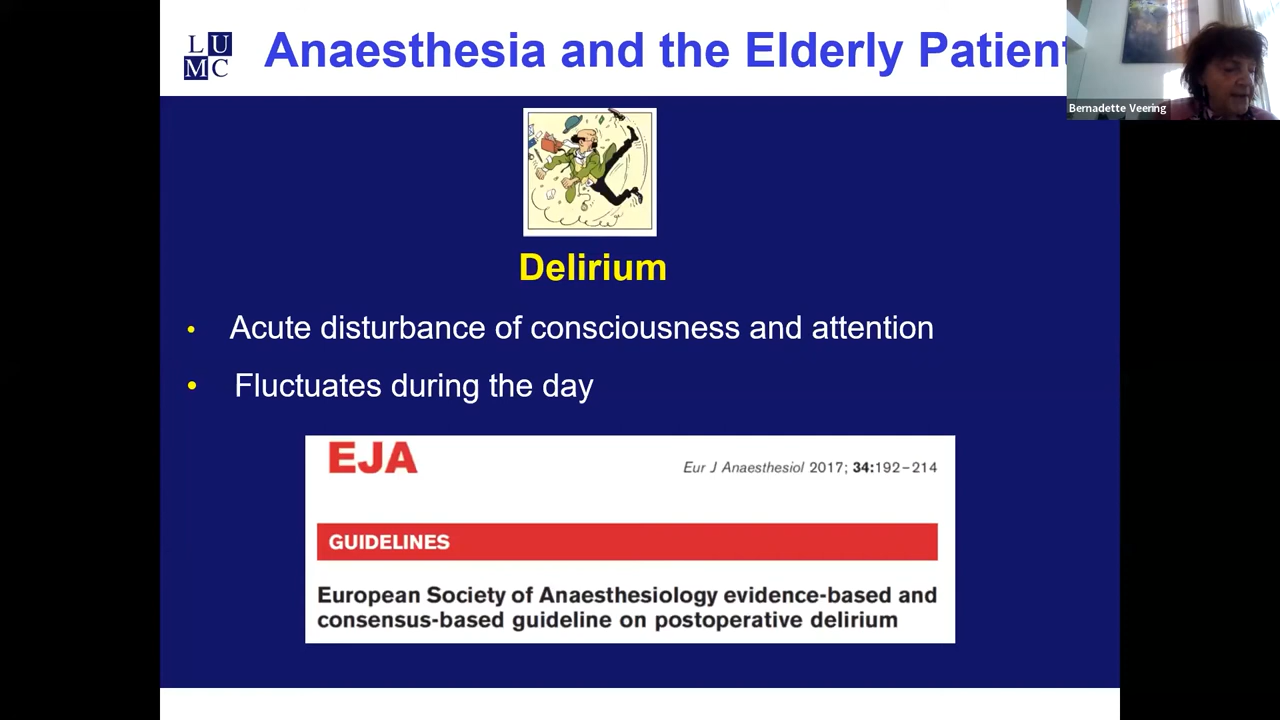 LU
MC
Anaesthesia and the Elderly Patient
Bernadette Veering
Delirium
• Acute disturbance of consciousness and attention
• Fluctuates during the day
EJA
Eur J Anaesthesiol 2017; 34:192–214
GUIDELINES
European Society of Anaesthesiology evidence-based and
consensus-based guideline on postoperative delirium